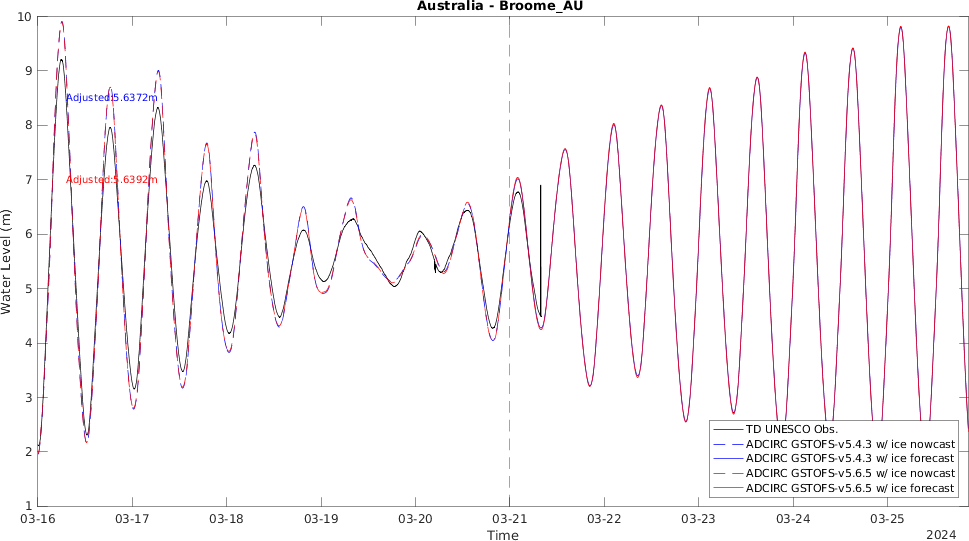 Australia - Broome_AU
10
9
8
7
6
5
4
3
2
1
Water Level (m)
Adjusted:5.6372m
Adjusted:5.6392m
TD UNESCO Obs.
ADCIRC GSTOFS-v5.4.3 w/ ice nowcast
ADCIRC GSTOFS-v5.4.3 w/ ice forecast
ADCIRC GSTOFS-v5.6.5 w/ ice nowcast
ADCIRC GSTOFS-v5.6.5 w/ ice forecast
03-16 03-17 03-18 03-19 03-20 03-21 03-22 03-23 03-24 03-25
Time
2024